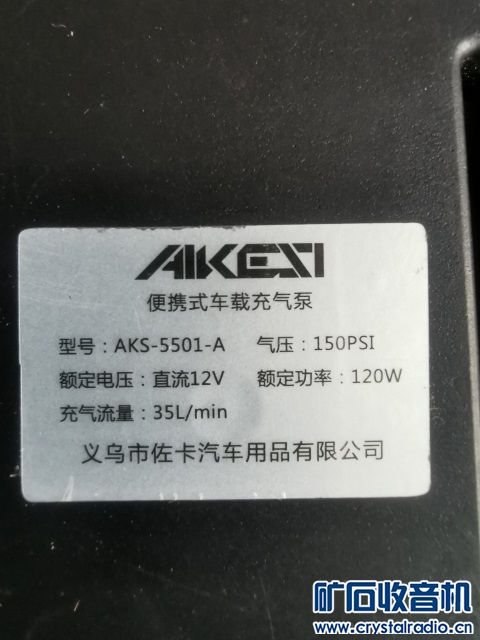 AIKESI
便携式车载充气泵
型号：AKS-5501-A 气压：150PSI
额定电压：直流12V 额定功率：120W
充气流量：35L/min
义乌市佐卡汽车用品有限公司
矿石收音机
www.crystalradio.cn